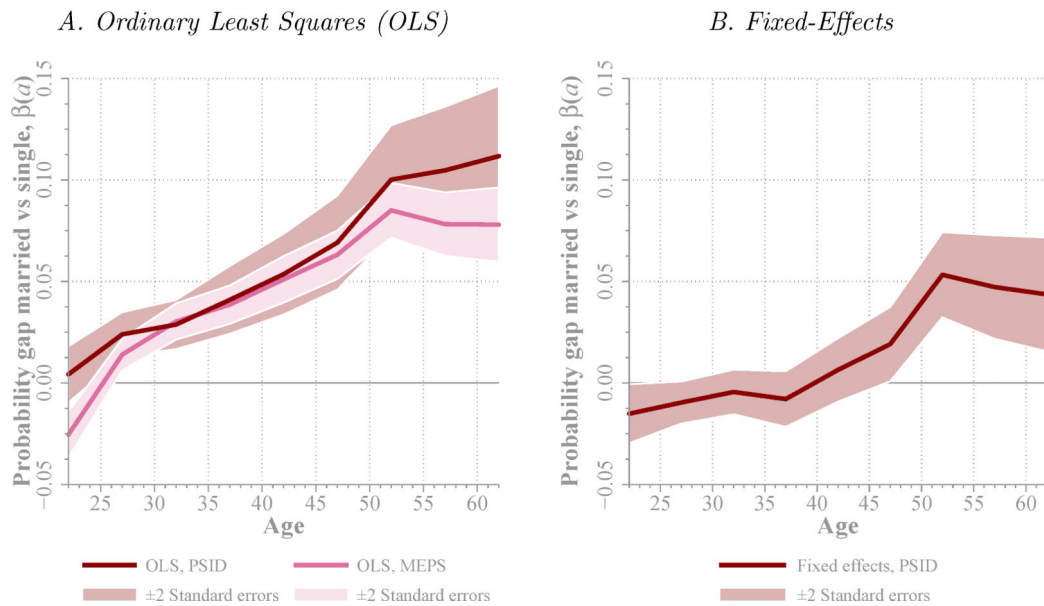 A. Ordinary Least Squares (OLS)
Probability gap married vs single, β(a)
0.15
0.10
0.05
0.00
−0.05
25 30 35 40 45 50 55 60
Age
OLS, PSID OLS, MEPS
±2 Standard errors ±2 Standard errors
B. Fixed-Effects
Probability gap married vs single, β(a)
0.15
0.10
0.05
0.00
−0.05
25 30 35 40 45 50 55 60
Age
Fixed effects, PSID
±2 Standard errors